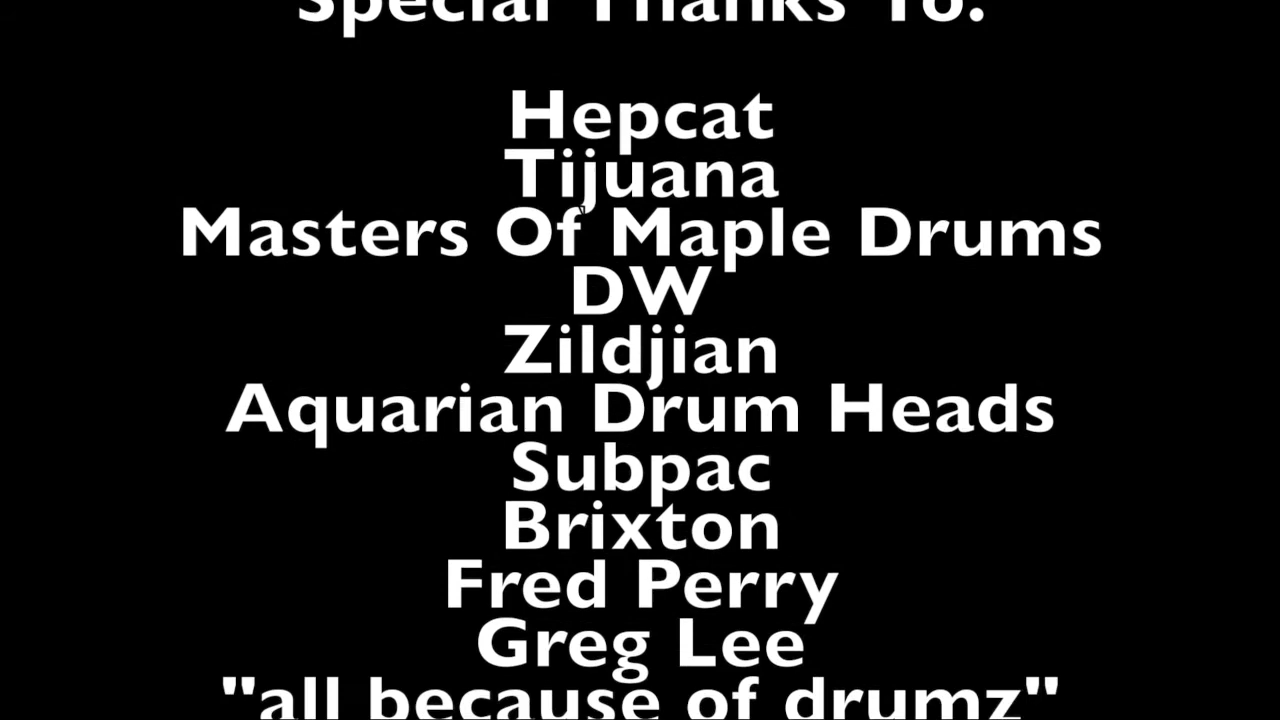 Special Thanks To:
Hepcat
Tijuana
Masters Of Maple Drums
DW
Zildjian
Aquarian Drum Heads
Subpac
Brixton
Fred Perry
Greg Lee
"all because of drumz"